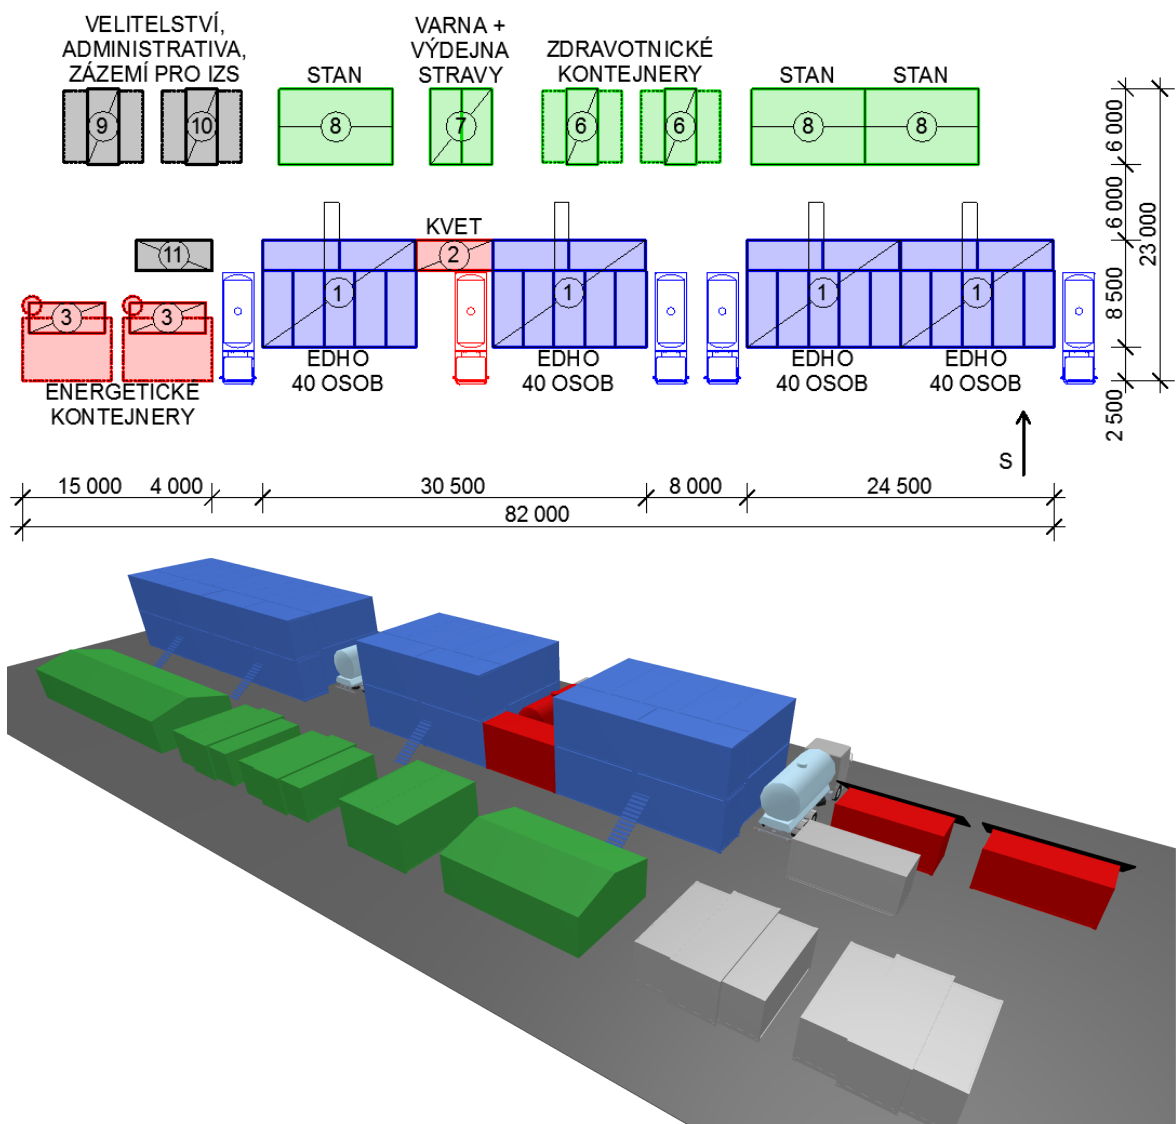 VELITELSTVÍ,
ADMINISTRATIVA,
ZÁZEMÍ PRO IZS
STAN
VARNA +
VÝDEJNA
STRAVY
ZDRAVOTNICKÉ
KONTEJNERY
STAN
STAN
9
10
8
7
6
6
8
8
6 000
6 000
23 000
8 500
2 500
11
KVET
2
3
3
1
1
1
1
EDHO
40 OSOB
EDHO
40 OSOB
EDHO
40 OSOB
EDHO
40 OSOB
ENERGETICKÉ
KONTEJNERY
S
15 000
4 000
30 500
8 000
24 500
82 000